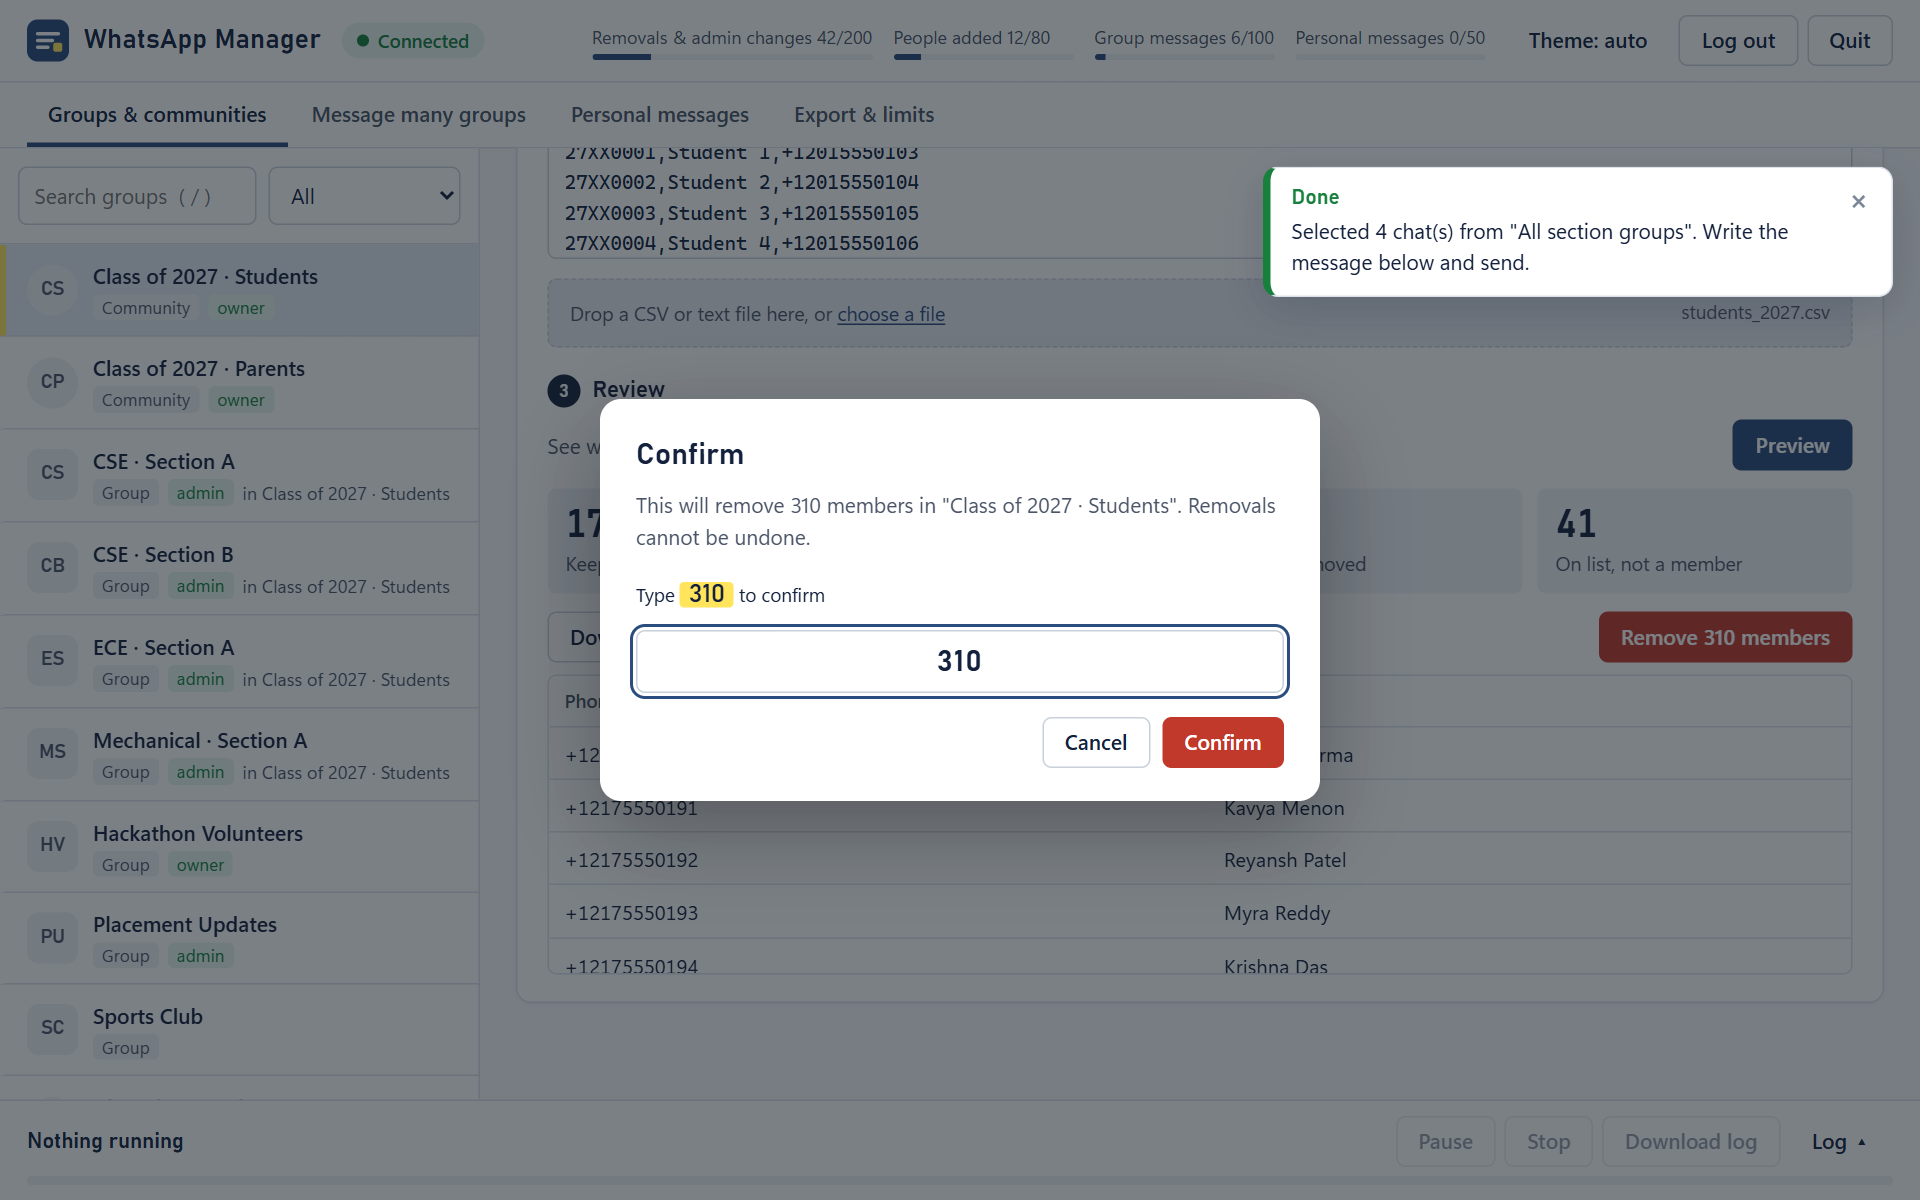 WhatsApp Manager
Connected
Removals & admin changes 42/200
People added 12/80
Group messages 6/100
Personal messages 0/50
Theme: auto
Log out
Quit
Groups & communities
Message many groups
Personal messages
Export & limits
Search groups ( / )
All
CS
Class of 2027 · Students
Community owner
CP
Class of 2027 · Parents
Community owner
CS
CSE · Section A
Group admin in Class of 2027 · Students
CB
CSE · Section B
Group admin in Class of 2027 · Students
ES
ECE · Section A
Group admin in Class of 2027 · Students
MS
Mechanical · Section A
Group admin in Class of 2027 · Students
HV
Hackathon Volunteers
Group owner
PU
Placement Updates
Group admin
SC
Sports Club
Group
27XX0001,Student 1,+12015550103
27XX0002,Student 2,+12015550104
27XX0003,Student 3,+12015550105
27XX0004,Student 4,+12015550106
Done
Selected 4 chat(s) from "All section groups". Write the
message below and send.
Drop a CSV or text file here, or choose a file
students_2027.csv
3 Review
See
Preview
41
On list, not a member
Remove 310 members
Confirm
This will remove 310 members in "Class of 2027 · Students". Removals
cannot be undone.
Type 310 to confirm
310
Cancel
Confirm
+12175550191 Kavya Menon
+12175550192 Reyansh Patel
+12175550193 Myra Reddy
+12175550194 Krishna Das
Nothing running
Pause
Stop
Download log
Log